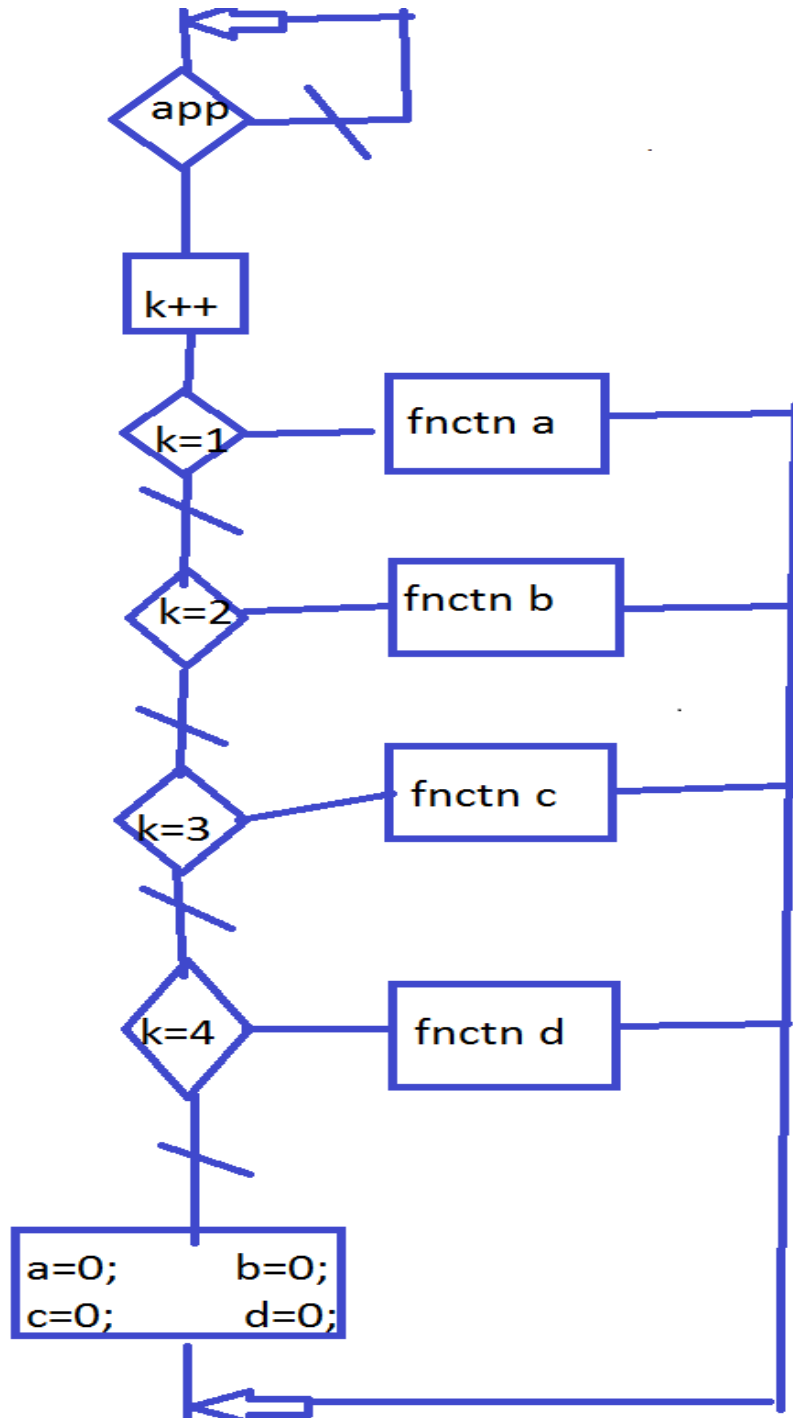 app
k++
k=1
fnctn a
k=2
fnctn b
k=3
fnctn c
k=4
fnctn d
a=0; b=0;
c=0; d=0;